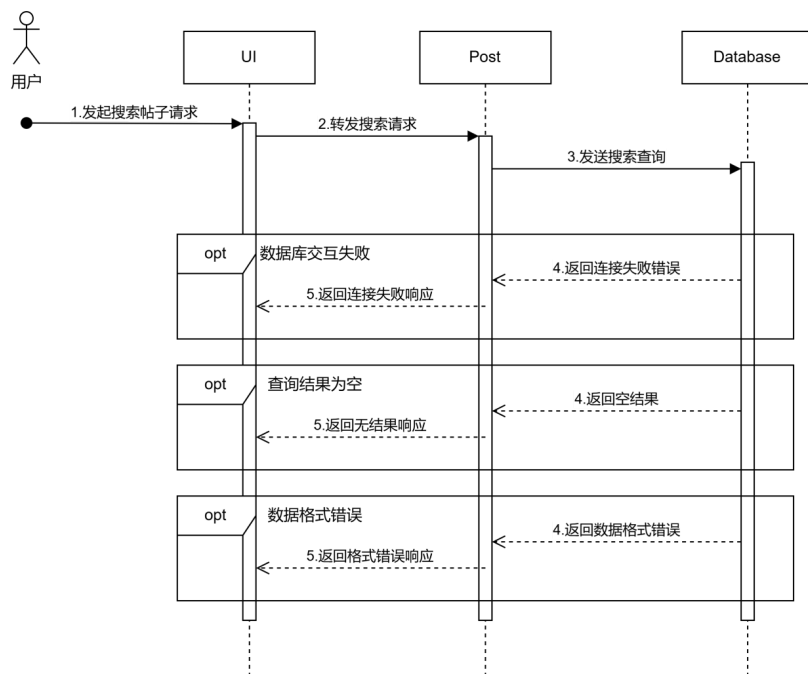 UI
Post
Database
用户
1.发起搜索帖子请求
2.转发搜索请求
3.发送搜索查询
opt
数据库交互失败
4.返回连接失败错误
5.返回连接失败响应
opt
查询结果为空
4.返回空结果
5.返回无结果响应
opt
数据格式错误
4.返回数据格式错误
5.返回格式错误响应